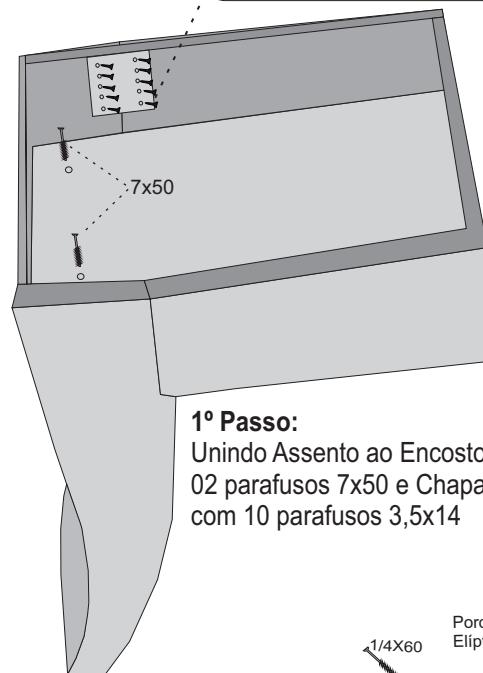 7x50
1º Passo:
Unindo Assento ao Encosto
02 parafusos 7x50 e Chapa
com 10 parafusos 3,5x14
1/4X60